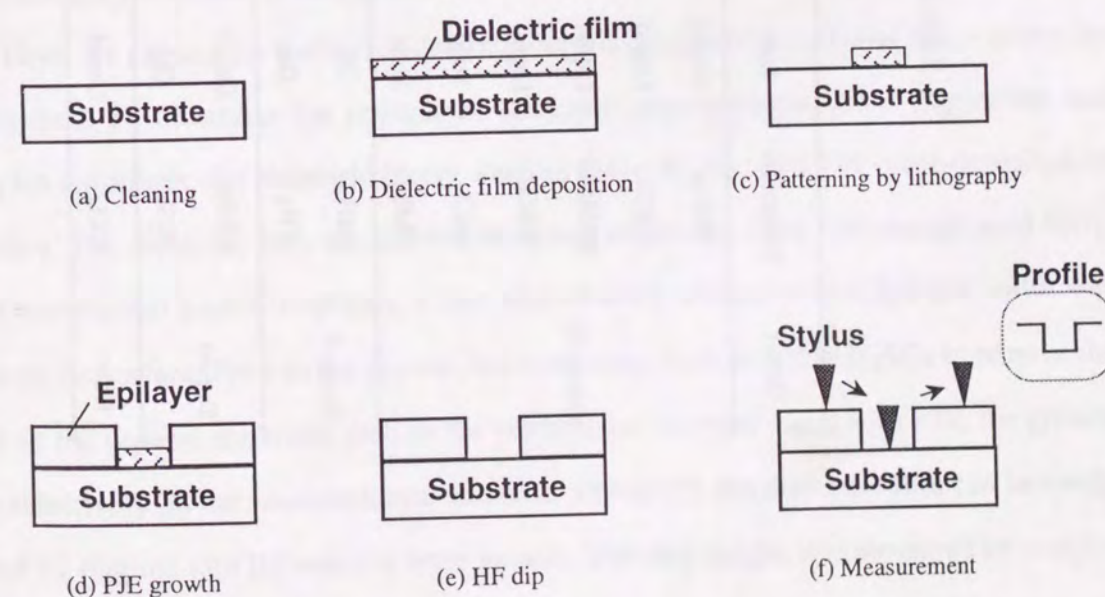 Substrate
(a) Cleaning
Dielectric film
Substrate
(b) Dielectric film deposition
Substrate
(c) Patterning by lithography
Epilayer
Substrate
(d) PJE growth
Substrate
(e) HF dip
Profile
Stylus
Substrate
(f) Measurement